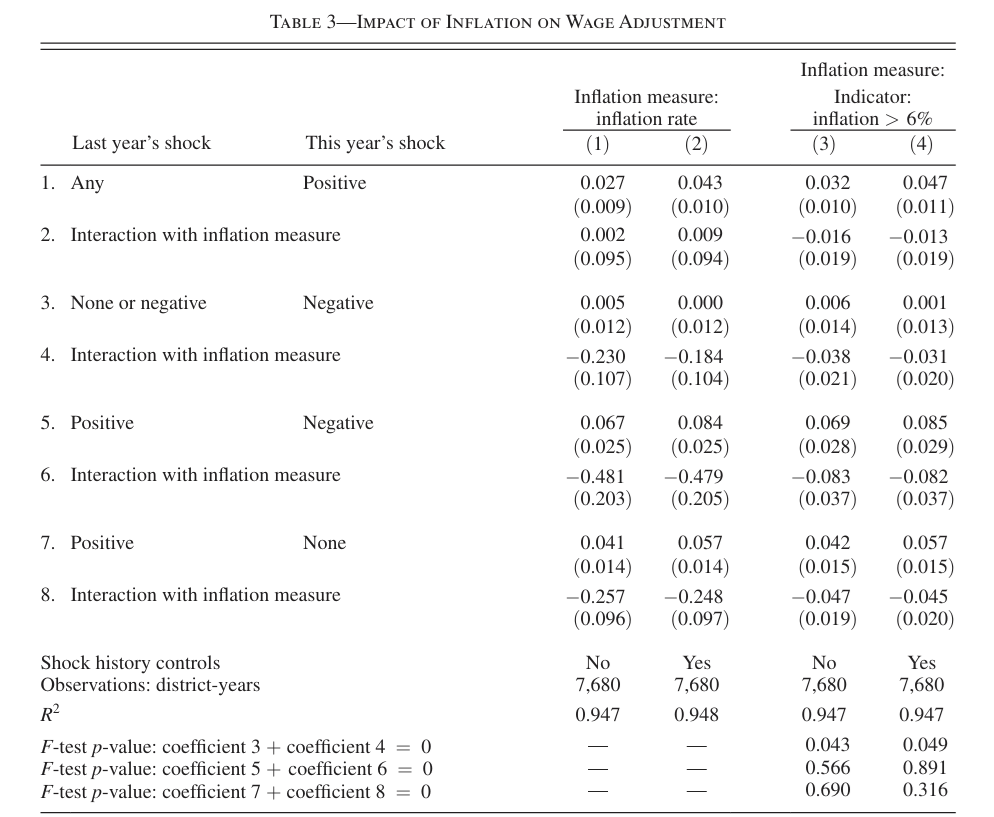 TABLE 3—IMPACT OF INFLATION ON WAGE ADJUSTMENT
Inflation measure:
Inflation measure: Indicator:
inflation rate inflation > 6%
Last year’s shock This year’s shock (1) (2) (3) (4)
1. Any Positive 0.027 0.043 0.032 0.047
(0.009) (0.010) (0.010) (0.011)
2. Interaction with inflation measure 0.002 0.009 −0.016 −0.013
(0.095) (0.094) (0.019) (0.019)
3. None or negative Negative 0.005 0.000 0.006 0.001
(0.012) (0.012) (0.014) (0.013)
4. Interaction with inflation measure −0.230 −0.184 −0.038 −0.031
(0.107) (0.104) (0.021) (0.020)
5. Positive Negative 0.067 0.084 0.069 0.085
(0.025) (0.025) (0.028) (0.029)
6. Interaction with inflation measure −0.481 −0.479 −0.083 −0.082
(0.203) (0.205) (0.037) (0.037)
7. Positive None 0.041 0.057 0.042 0.057
(0.014) (0.014) (0.015) (0.015)
8. Interaction with inflation measure −0.257 −0.248 −0.047 −0.045
(0.096) (0.097) (0.019) (0.020)
Shock history controls No Yes No Yes
Observations: district-years 7,680 7,680 7,680 7,680
R² 0.947 0.948 0.947 0.947
F-test p-value: coefficient 3 + coefficient 4 = 0 — — 0.043 0.049
F-test p-value: coefficient 5 + coefficient 6 = 0 — — 0.566 0.891
F-test p-value: coefficient 7 + coefficient 8 = 0 — — 0.690 0.316